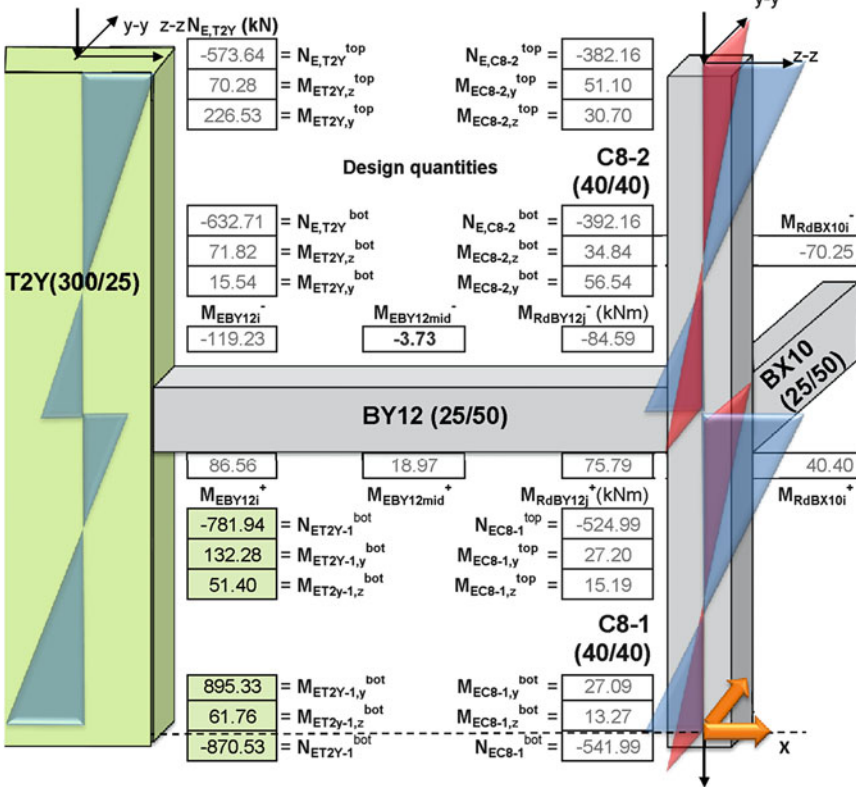 y-y z-z N_E,T2Y (kN) y-y
-573.64 = N_E,T2Y^top N_E,C8-2^top -382.16 z-z
70.28 = M_ET2Y,z^top M_EC8-2,y^top 51.10
226.53 = M_ET2Y,y^top M_EC8-2,z^top 30.70
Design quantities C8-2
(40/40)
-632.71 = N_E,T2Y^bot N_E,C8-2^bot -392.16 M_RdBX10i^-
71.82 = M_ET2Y,z^bot M_EC8-2,z^bot 34.84 -70.25
T2Y(300/25) 15.54 = M_ET2Y,y^bot M_EC8-2,y^bot 56.54
M_EBY12i^- M_EBY12mid^- M_RdBY12j^- (kNm)
-119.23 -3.73 -84.59
BX10
(25/50)
BY12 (25/50)
86.56 18.97 75.79 40.40
M_EBY12i^+ M_EBY12mid^+ M_RdBY12j^+ (kNm) M_RdBX10i^+
-781.94 = N_ET2Y-1^bot N_EC8-1^top -524.99
132.28 = M_ET2Y-1,y^bot M_EC8-1,y^top 27.20
51.40 = M_ET2y-1,z^bot M_EC8-1,z^top 15.19
C8-1
(40/40)
895.33 = M_ET2Y-1,y^bot M_EC8-1,y^bot 27.09
61.76 = M_ET2y-1,z^bot M_EC8-1,z^bot 13.27
-870.53 = N_ET2Y-1^bot N_EC8-1^bot -541.99 X